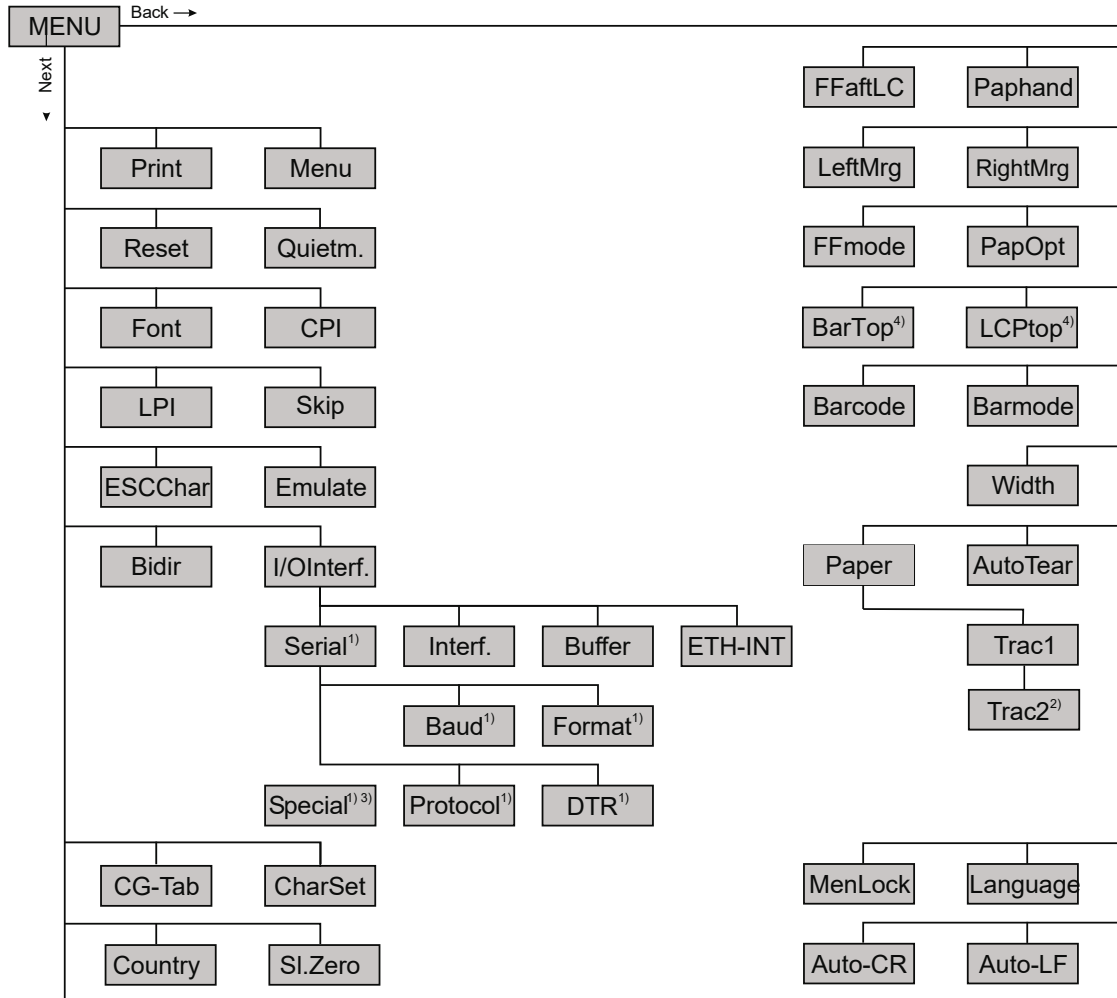 MENU
Back
Next
FFaftLC Paphand
Print Menu
LeftMrg RightMrg
Reset Quietm.
FFmode PapOpt
Font CPI
BarTop4) LCPtop4)
LPI Skip
Barcode Barmode
ESCChar Emulate
Width
Bidir I/OInterf.
Paper AutoTear
Serial1) Interf. Buffer ETH-INT
Trac1
Baud1) Format1)
Trac22)
Special1) 3) Protocol1) DTR1)
CG-Tab CharSet
MenLock Language
Country Sl.Zero
Auto-CR Auto-LF